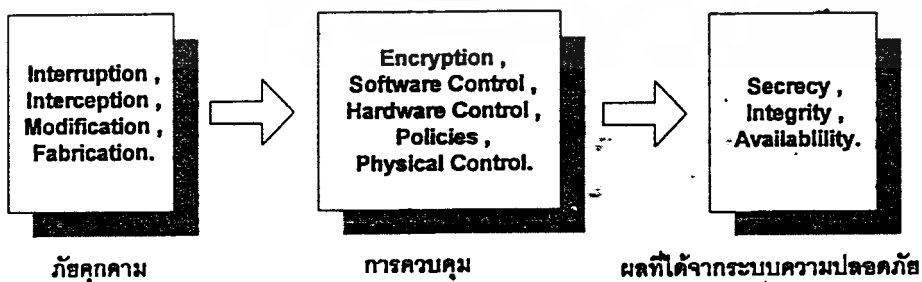 Interruption ,
Interception ,
Modification ,
Fabrication.
Encryption ,
Software Control ,
Hardware Control ,
Policies ,
Physical Control.
Secrecy ,
Integrity ,
Availablility.
ภัยคุกคาม
การควบคุม
ผลที่ได้จากระบบความปลอดภัย